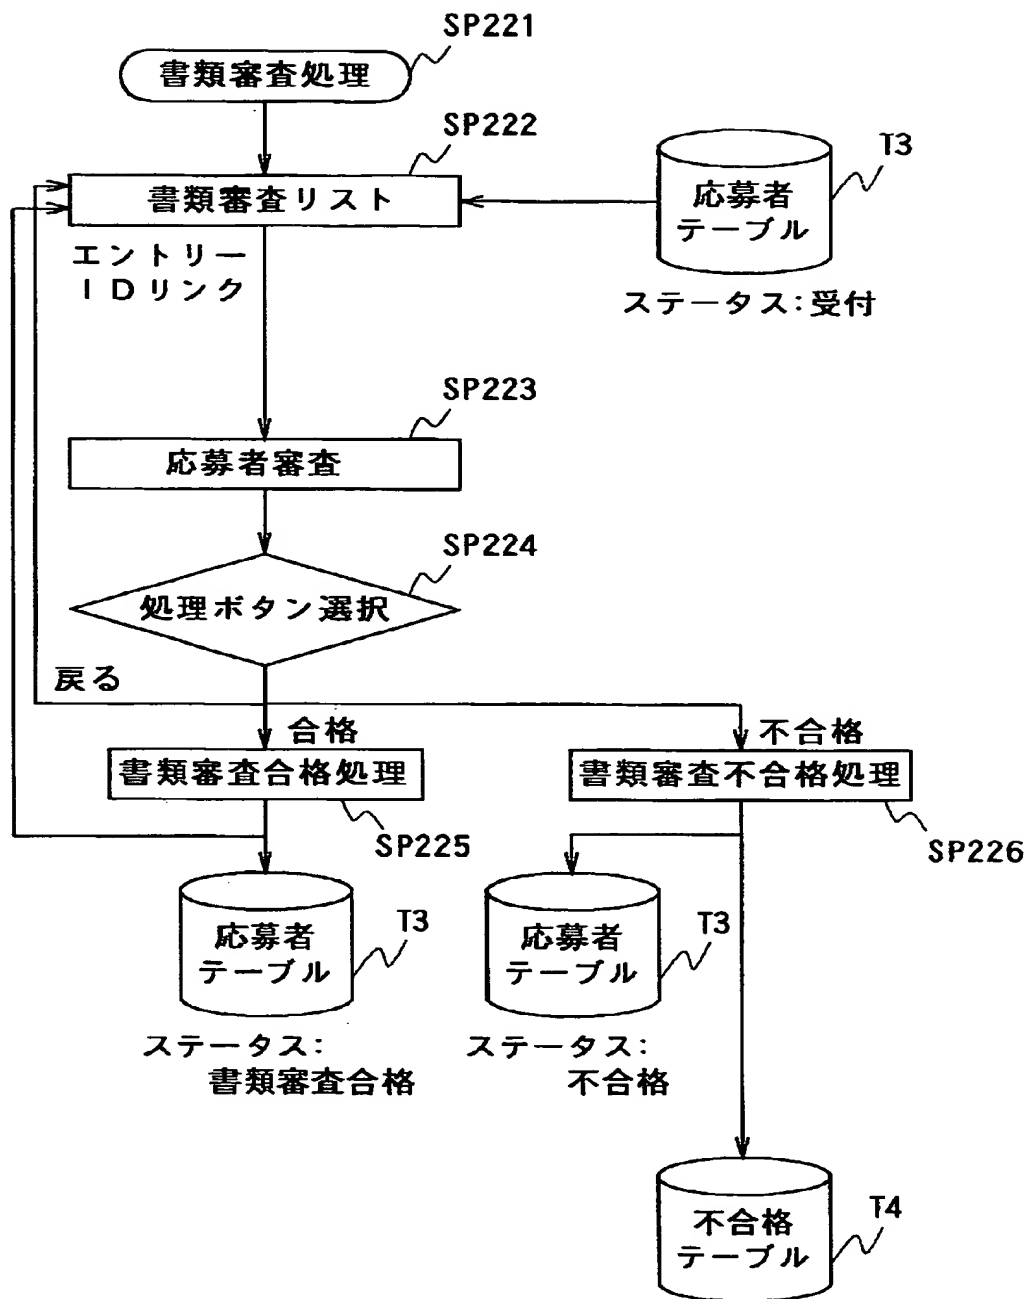 SP221
書類審査処理
SP222
書類審査リスト
T3
応募者
テーブル
ステータス:受付
エントリー
IDリンク
SP223
応募者審査
SP224
処理ボタン選択
戻る
合格
不合格
書類審査合格処理
書類審査不合格処理
SP225
SP226
応募者
テーブル
T3
応募者
テーブル
T3
ステータス:
書類審査合格
ステータス:
不合格
不合格
テーブル
T4